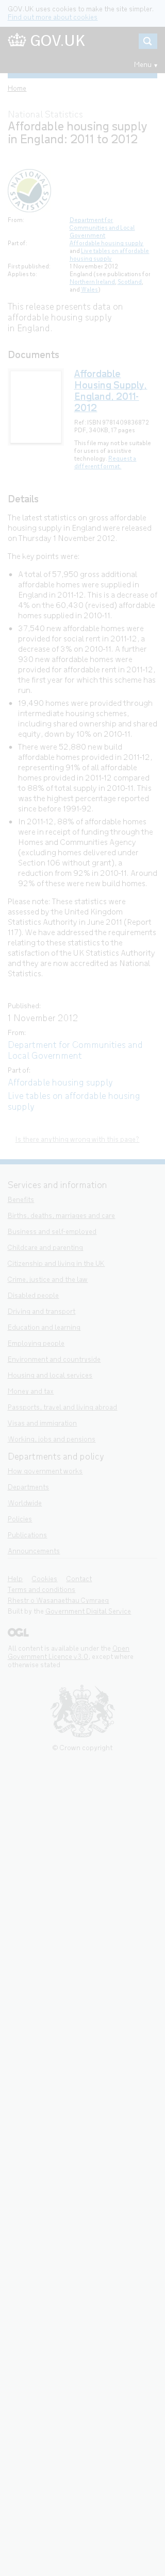 GOV.UK uses cookies to make the site simpler.
Find out more about cookies
GOV.UK
Menu
Home
National Statistics
Affordable housing supply
in England: 2011 to 2012
NATIONAL STATISTICS
From:
Department for
Communities and Local
Government
Part of:
Affordable housing supply
and Live tables on affordable
housing supply
First published:
1 November 2012
Applies to:
England (see publications for
Northern Ireland, Scotland,
and Wales)
This release presents data on
affordable housing supply
in England.
Documents
Affordable
Housing Supply,
England, 2011-
2012
Ref: ISBN 9781409836872
PDF, 340KB, 17 pages
This file may not be suitable
for users of assistive
technology. Request a
different format.
Details
The latest statistics on gross affordable
housing supply in England were released
on Thursday 1 November 2012.
The key points were:
• A total of 57,950 gross additional
affordable homes were supplied in
England in 2011-12. This is a decrease of
4% on the 60,430 (revised) affordable
homes supplied in 2010-11.
• 37,540 new affordable homes were
provided for social rent in 2011-12, a
decrease of 3% on 2010-11. A further
930 new affordable homes were
provided for affordable rent in 2011-12,
the first year for which this scheme has
run.
• 19,490 homes were provided through
intermediate housing schemes,
including shared ownership and shared
equity, down by 10% on 2010-11.
• There were 52,880 new build
affordable homes provided in 2011-12,
representing 91% of all affordable
homes provided in 2011-12 compared
to 88% of total supply in 2010-11. This
was the highest percentage reported
since before 1991-92.
• In 2011-12, 88% of affordable homes
were in receipt of funding through the
Homes and Communities Agency
(excluding homes delivered under
Section 106 without grant), a
reduction from 92% in 2010-11. Around
92% of these were new build homes.
Please note: These statistics were
assessed by the United Kingdom
Statistics Authority in June 2011 (Report
117). We have met the requirements
relating to these statistics to the
satisfaction of the UK Statistics Authority
and they are now accredited as National
Statistics.
Published:
1 November 2012
From:
Department for Communities and
Local Government
Part of:
Affordable housing supply
Live tables on affordable housing
supply
Is there anything wrong with this page?
Services and information
Benefits
Births, deaths, marriages and care
Business and self-employed
Childcare and parenting
Citizenship and living in the UK
Crime, justice and the law
Disabled people
Driving and transport
Education and learning
Employing people
Environment and countryside
Housing and local services
Money and tax
Passports, travel and living abroad
Visas and immigration
Working, jobs and pensions
Departments and policy
How government works
Departments
Worldwide
Policies
Publications
Announcements
Help Cookies Contact
Terms and conditions
Rhestr o Wasanaethau Cymraeg
Built by the Government Digital Service
OGL
All content is available under the Open
Government Licence v3.0, except where
otherwise stated
© Crown copyright